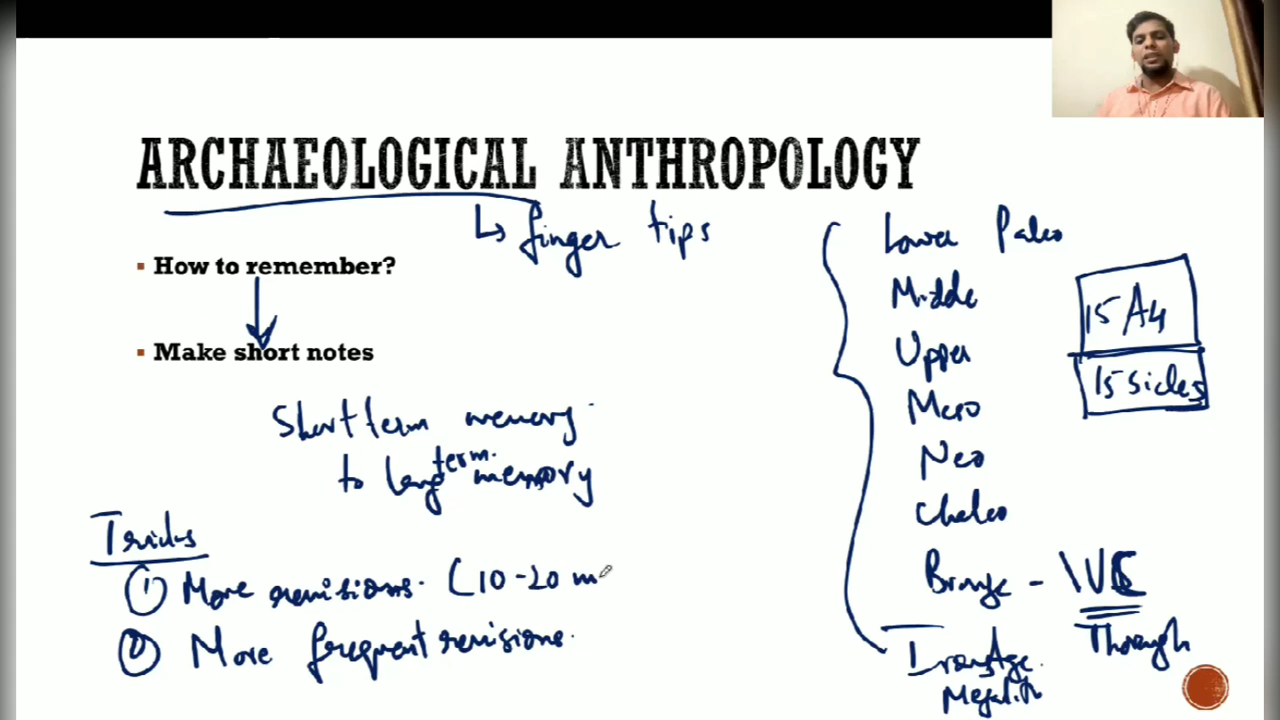 ARCHAEOLOGICAL ANTHROPOLOGY
↳ finger tips
▪ How to remember?
▪ Make short notes
Short term memory
to long term memory
Tricks
① More revisions. (10-20 m
② More frequent revisions.
Lower Paleo
Middle
Upper
Meso
Neo
Chalco
Bronze - IVC
Thorough
Iron Age.
Megalith
15 A4
15 sides